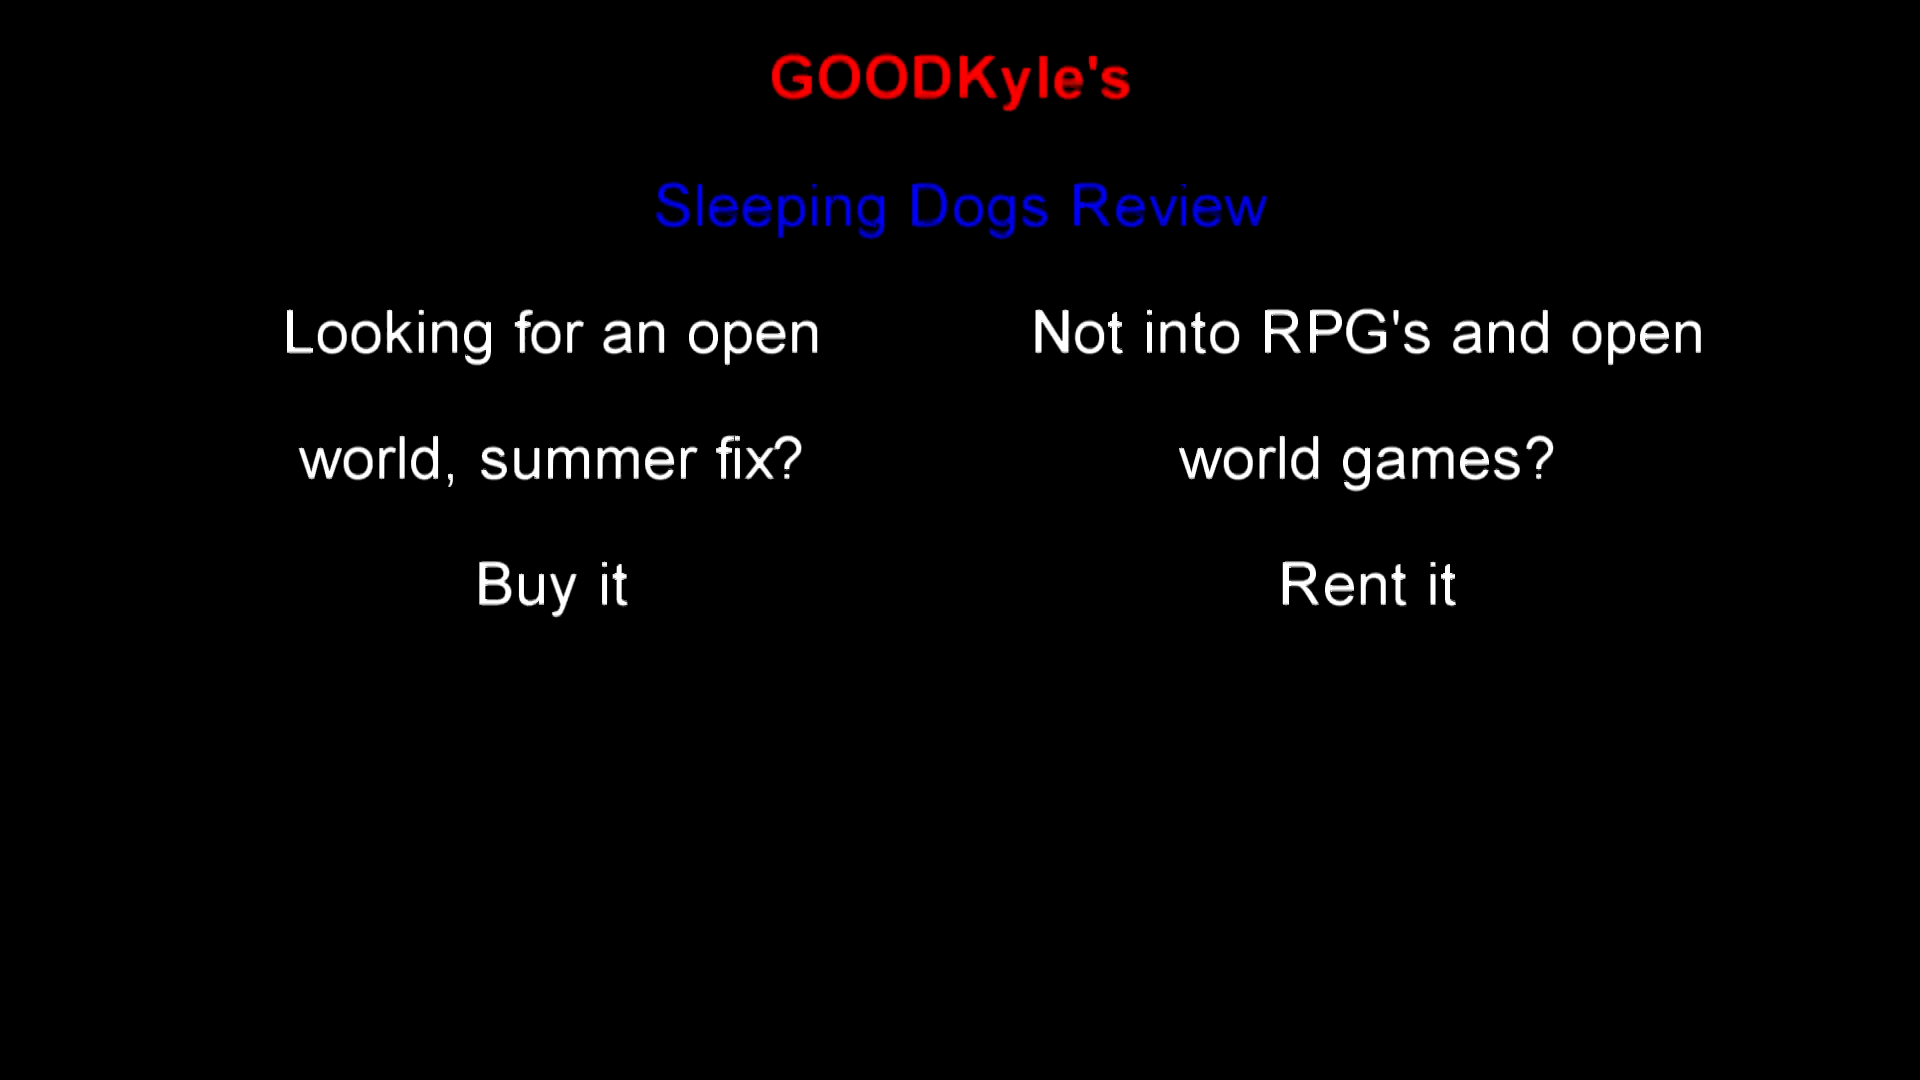 GOODKyle's
Sleeping Dogs Review
Looking for an open
world, summer fix?
Buy it
Not into RPG's and open
world games?
Rent it